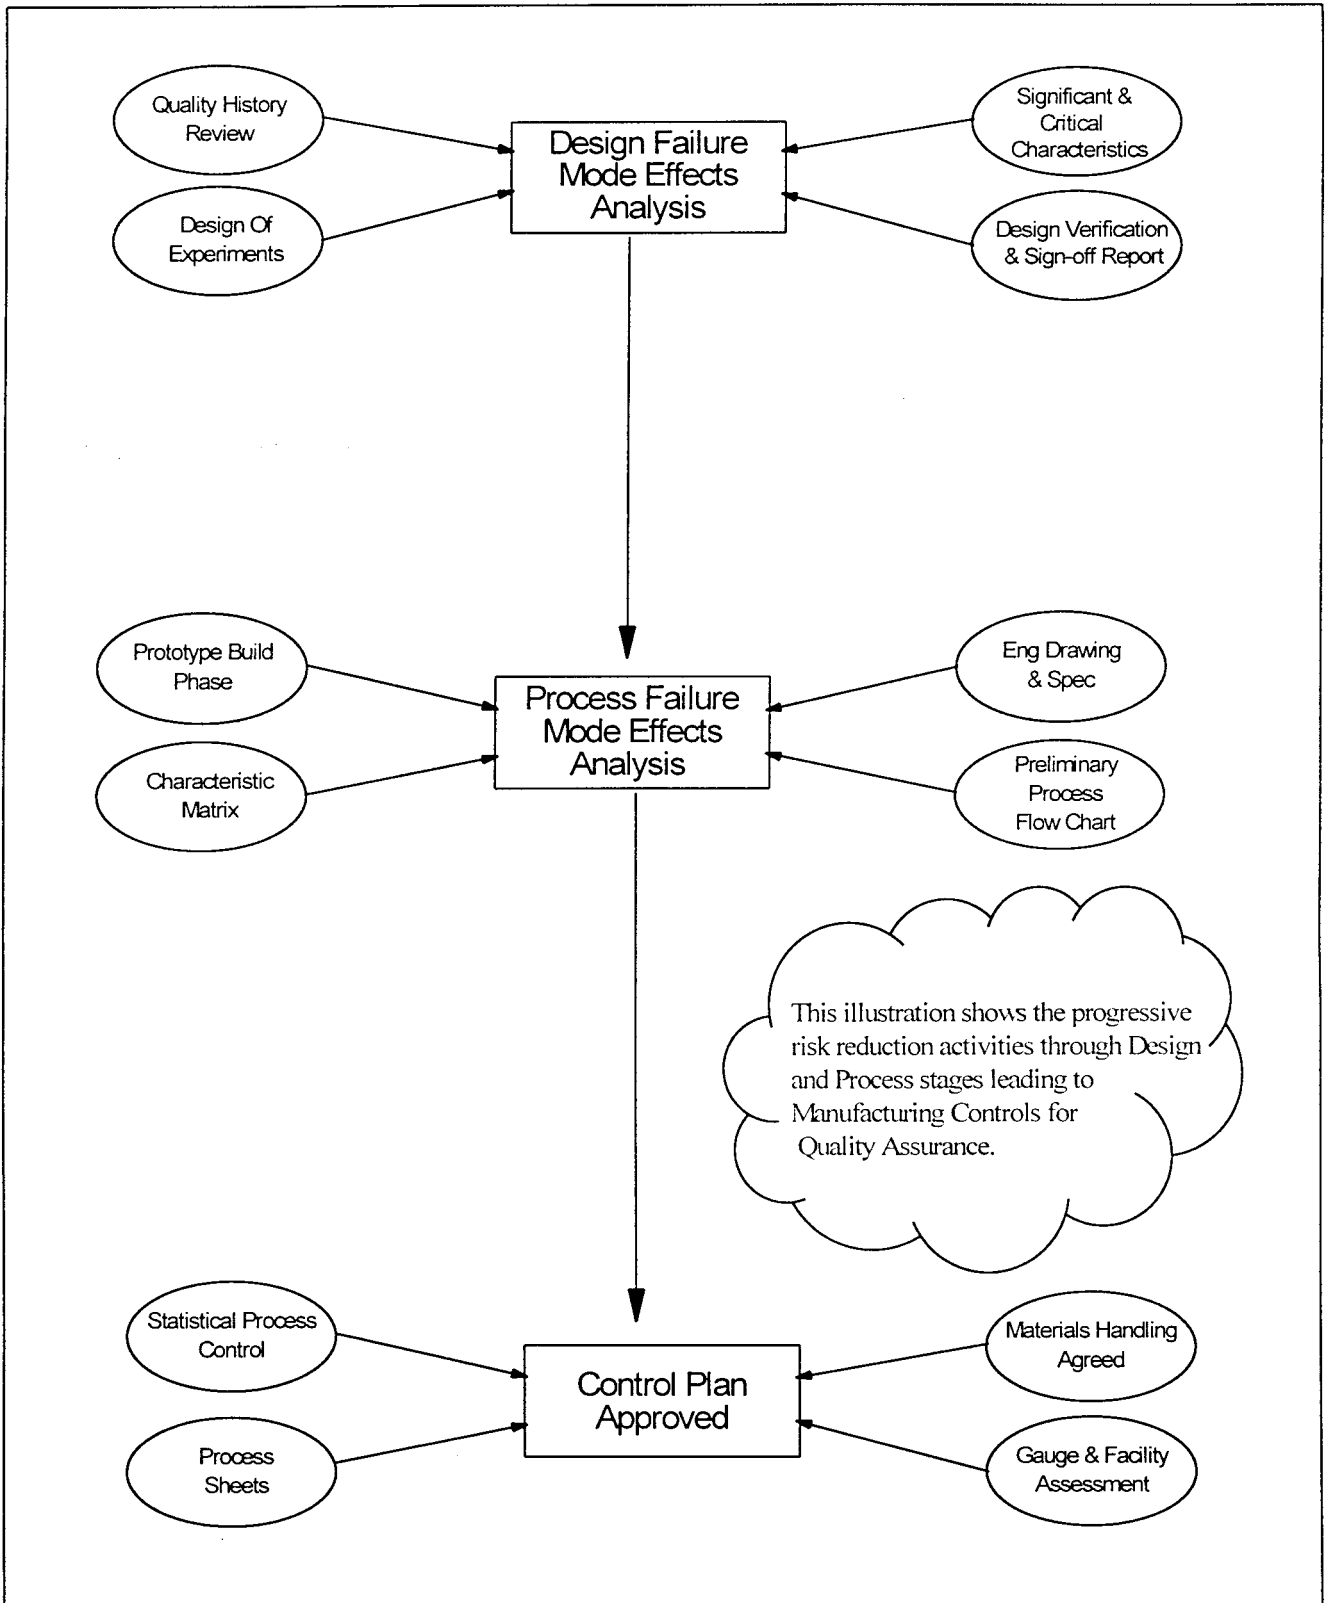 Quality History
Review
Design Failure
Mode Effects
Analysis
Significant &
Critical
Characteristics
Design Of
Experiments
Design Verification
& Sign-off Report
Prototype Build
Phase
Process Failure
Mode Effects
Analysis
Eng Drawing
& Spec
Characteristic
Matrix
Preliminary
Process
Flow Chart
This illustration shows the progressive
risk reduction activities through Design
and Process stages leading to
Manufacturing Controls for
Quality Assurance.
Statistical Process
Control
Control Plan
Approved
Materials Handling
Agreed
Process
Sheets
Gauge & Facility
Assessment